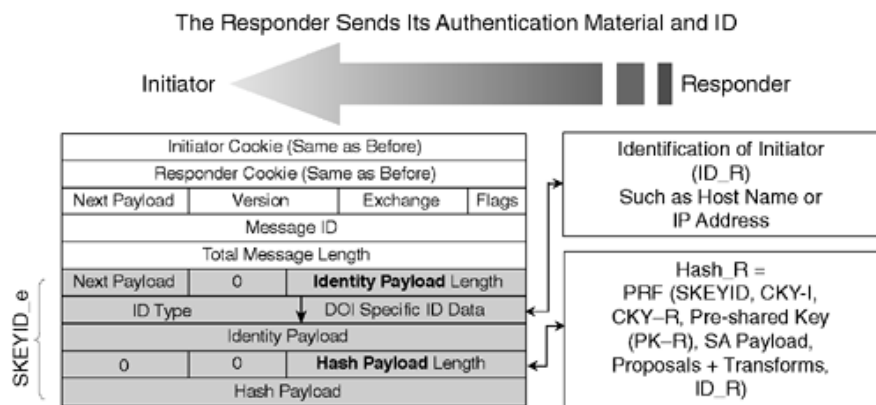 The Responder Sends Its Authentication Material and ID
Initiator
Responder
Initiator Cookie (Same as Before)
Responder Cookie (Same as Before)
Next Payload Version Exchange Flags
Message ID
Total Message Length
Next Payload 0 Identity Payload Length
ID Type DOI Specific ID Data
Identity Payload
0 0 Hash Payload Length
Hash Payload
SKEYID_e
Identification of Initiator
(ID_R)
Such as Host Name or
IP Address
Hash_R =
PRF (SKEYID, CKY-I,
CKY–R, Pre-shared Key
(PK–R), SA Payload,
Proposals + Transforms,
ID_R)